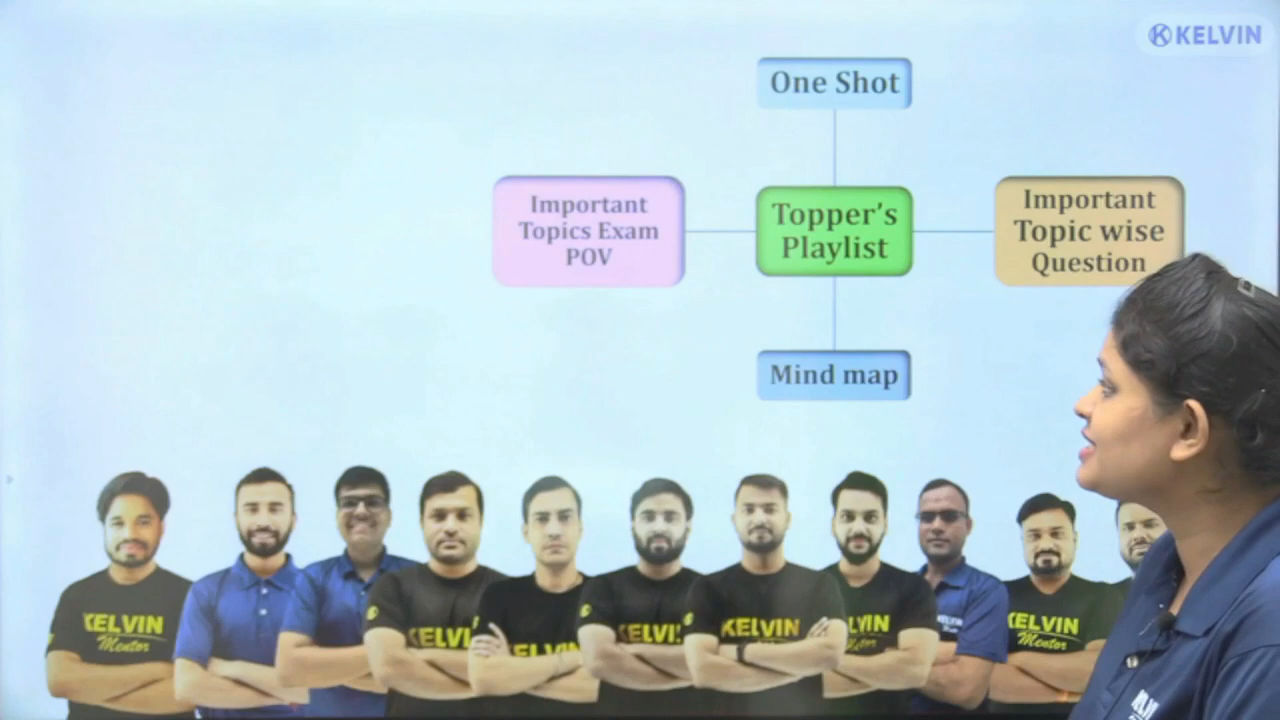 KELVIN
One Shot
Important
Topics Exam
POV
Topper's
Playlist
Important
Topic wise
Question
Mind map
KELVIN
Mentor
KELVIN
KELVIN
KELVIN
KELVIN
Mentor